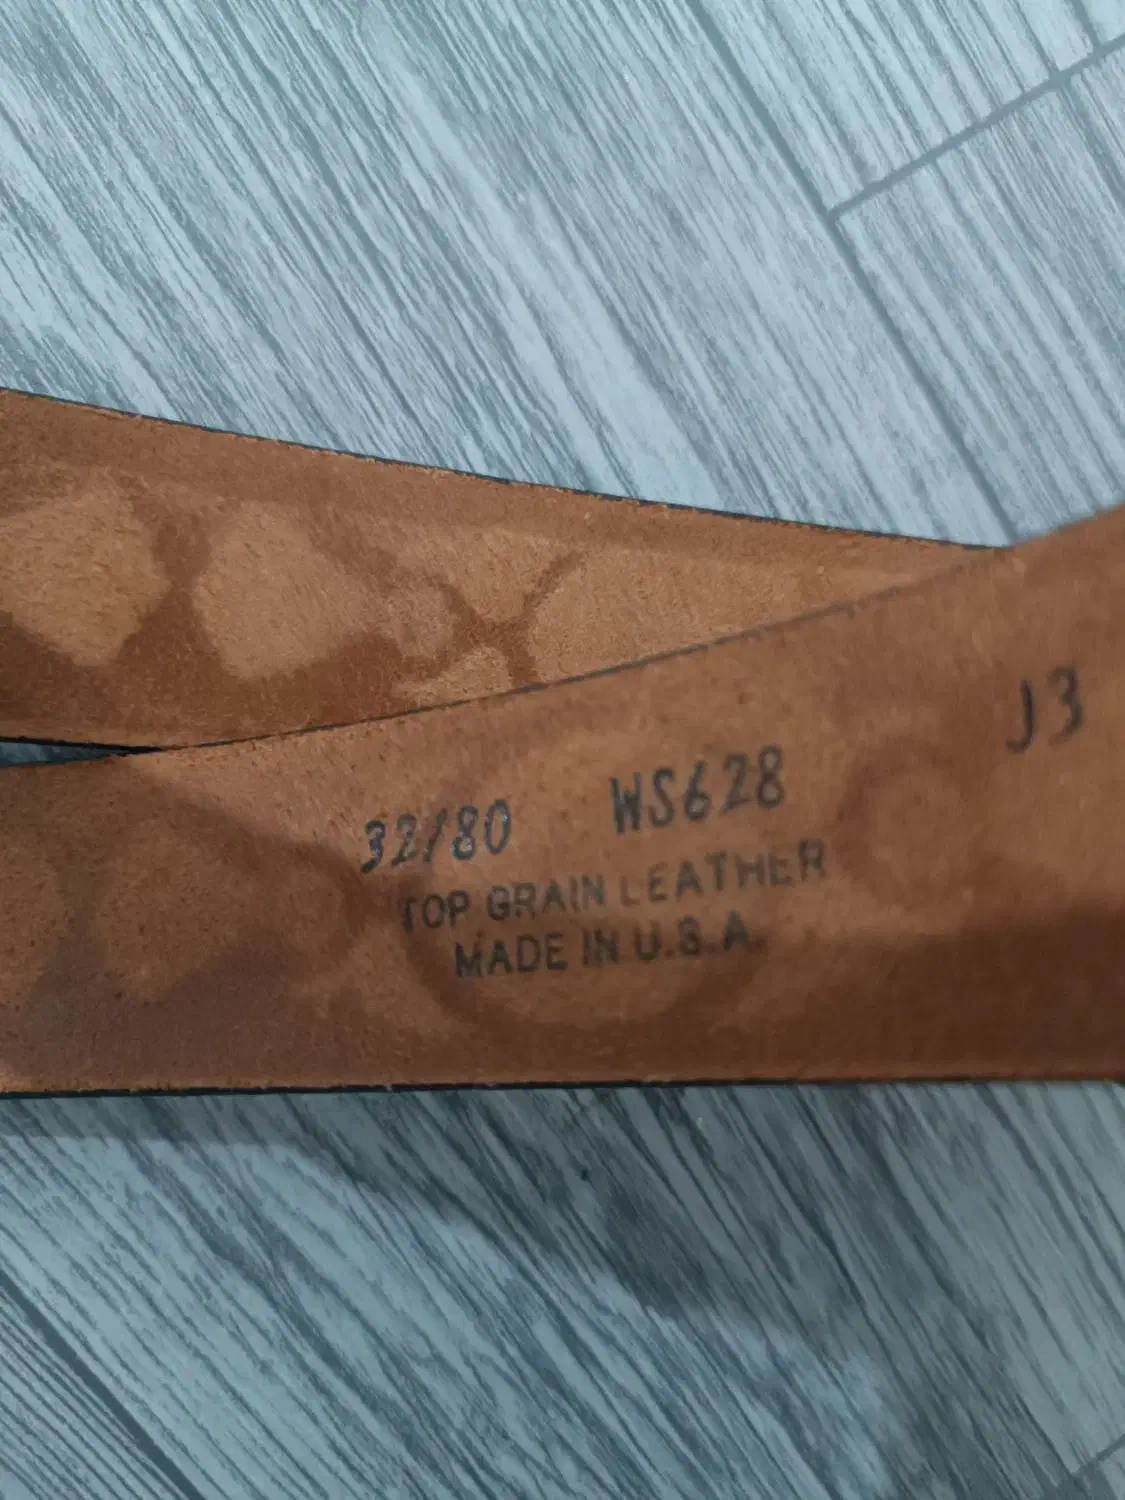 J3
32/80 WS628
TOP GRAIN LEATHER
MADE IN U.S.A.